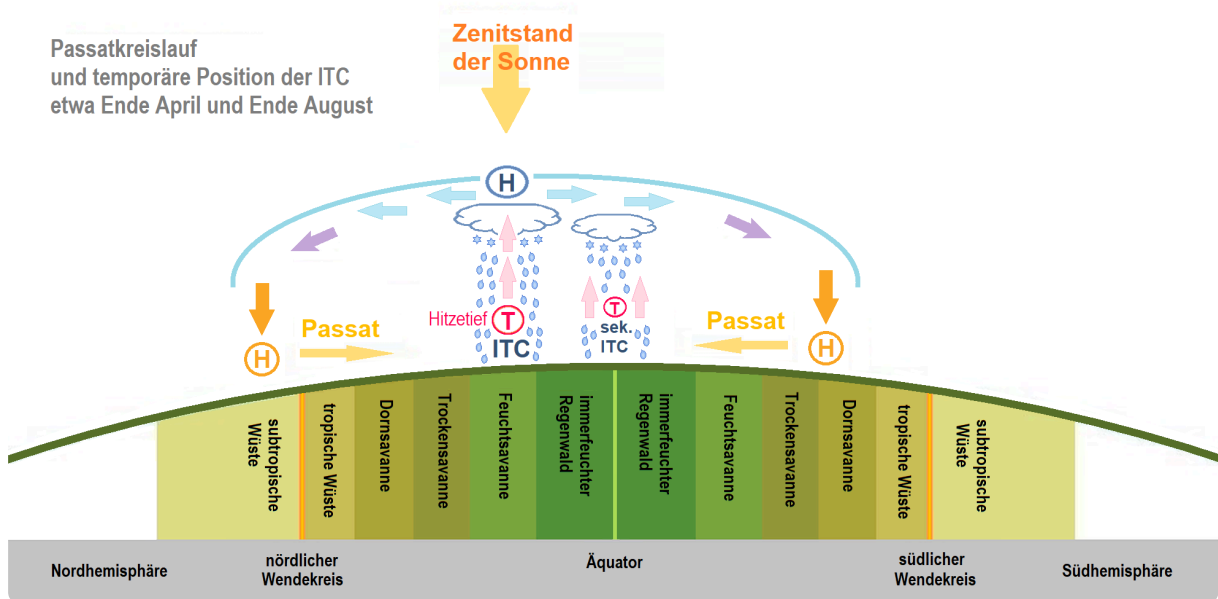 Passatkreislauf
und temporäre Position der ITC
etwa Ende April und Ende August
Zenitstand
der Sonne
H
Hitzetief
T
ITC
T
sek.
ITC
Passat
H
Passat
H
subtropische
Wüste
tropische Wüste
Dornsavanne
Trockensavanne
Feuchtsavanne
immerfeuchter
Regenwald
immerfeuchter
Regenwald
Feuchtsavanne
Trockensavanne
Dornsavanne
tropische Wüste
subtropische
Wüste
Nordhemisphäre
nördlicher
Wendekreis
Äquator
südlicher
Wendekreis
Südhemisphäre